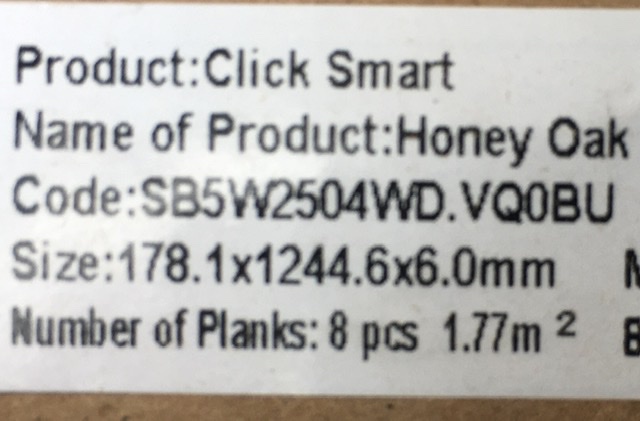 Product:Click Smart
Name of Product:Honey Oak
Code:SB5W2504WD.VQ0BU
Size:178.1x1244.6x6.0mm
Number of Planks: 8 pcs 1.77m ²